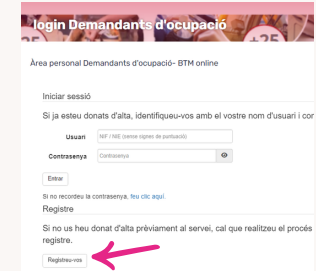 login Demandants d'ocupació
25
+25
Àrea personal Demandants d'ocupació- BTM online
Iniciar sessió
Si ja esteu donats d'alta, identifiqueu-vos amb el vostre nom d'usuari i con
Usuari
NIF / NIE (sense signes de puntuació)
Contrasenya
Contrasenya
Entrar
Si no recordeu la contrasenya, feu clic aquí.
Registre
Si no us heu donat d'alta prèviament al servei, cal que realitzeu el procés
registre.
Registreu-vos